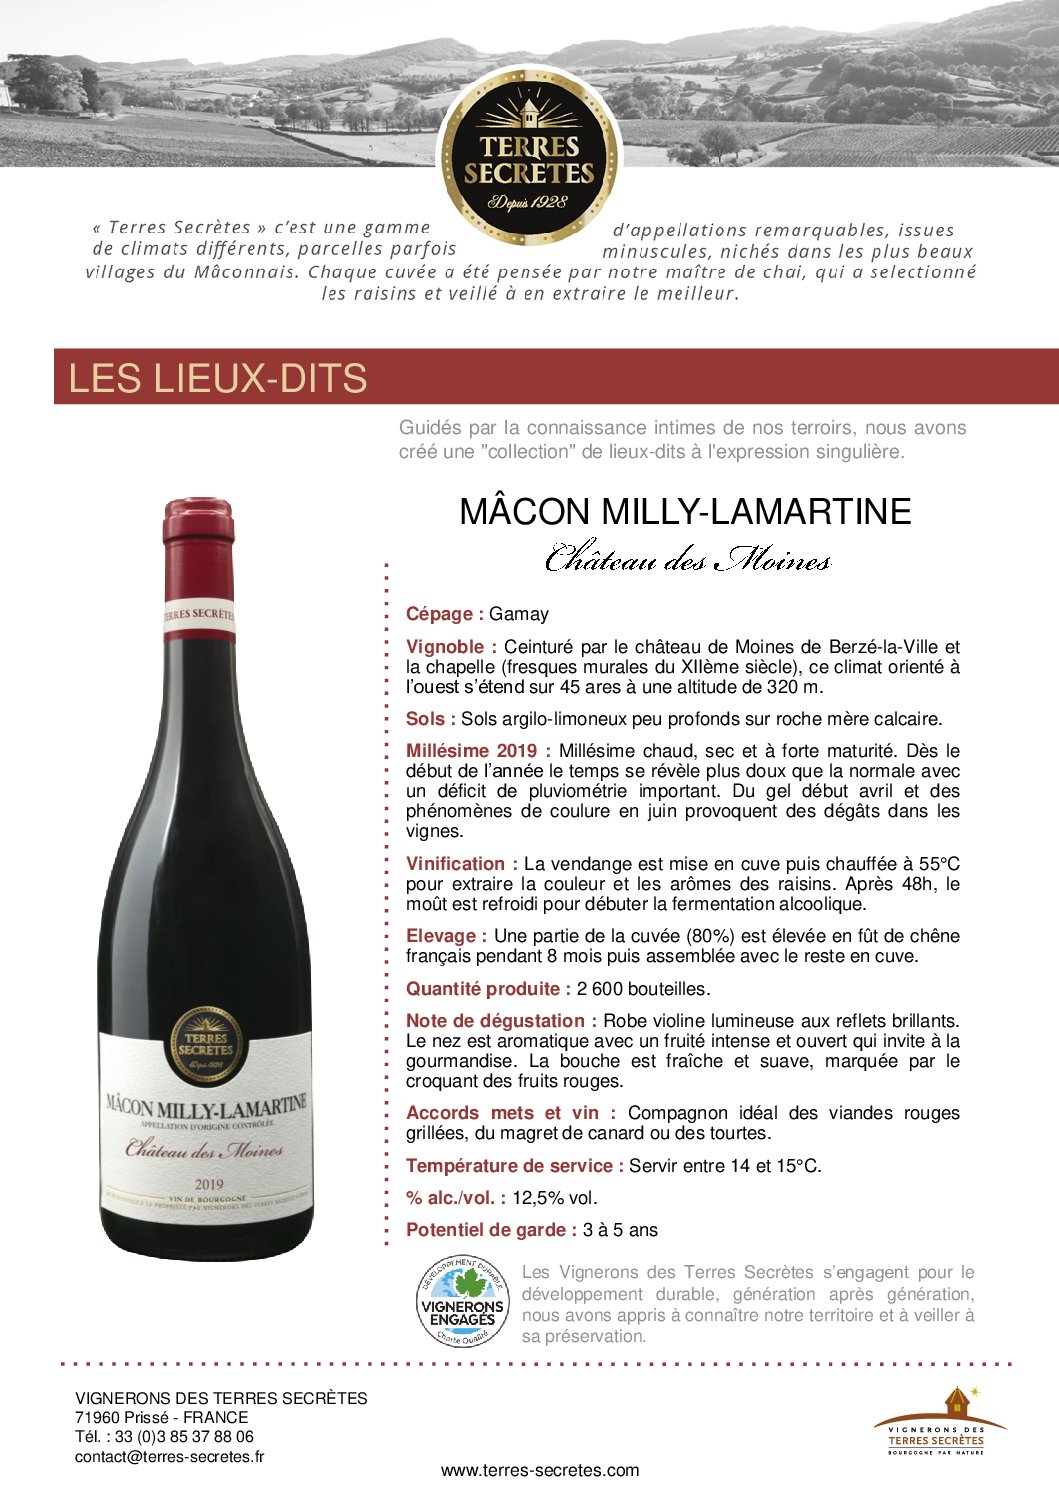 TERRES
SECRETES
Depuis 1928
« Terres Secrètes » c’est une gamme d’appellations remarquables, issues
de climats différents, parcelles parfois minuscules, nichés dans les plus beaux
villages du Mâconnais. Chaque cuvée a été pensée par notre maître de chai, qui a selectionné
les raisins et veillé à en extraire le meilleur.
LES LIEUX-DITS
Guidés par la connaissance intimes de nos terroirs, nous avons
créé une "collection" de lieux-dits à l'expression singulière.
MÂCON MILLY-LAMARTINE
Château des Moines
Cépage : Gamay
Vignoble : Ceinturé par le château de Moines de Berzé-la-Ville et
la chapelle (fresques murales du XIIème siècle), ce climat orienté à
l’ouest s’étend sur 45 ares à une altitude de 320 m.
Sols : Sols argilo-limoneux peu profonds sur roche mère calcaire.
Millésime 2019 : Millésime chaud, sec et à forte maturité. Dès le
début de l’année le temps se révèle plus doux que la normale avec
un déficit de pluviométrie important. Du gel début avril et des
phénomènes de coulure en juin provoquent des dégâts dans les
vignes.
Vinification : La vendange est mise en cuve puis chauffée à 55°C
pour extraire la couleur et les arômes des raisins. Après 48h, le
moût est refroidi pour débuter la fermentation alcoolique.
Elevage : Une partie de la cuvée (80%) est élevée en fût de chêne
français pendant 8 mois puis assemblée avec le reste en cuve.
Quantité produite : 2 600 bouteilles.
Note de dégustation : Robe violine lumineuse aux reflets brillants.
Le nez est aromatique avec un fruité intense et ouvert qui invite à la
gourmandise. La bouche est fraîche et suave, marquée par le
croquant des fruits rouges.
Accords mets et vin : Compagnon idéal des viandes rouges
grillées, du magret de canard ou des tourtes.
Température de service : Servir entre 14 et 15°C.
% alc./vol. : 12,5% vol.
Potentiel de garde : 3 à 5 ans
TERRES SECRÈTES
TERRES
SECRETES
Depuis 1928
MÂCON MILLY-LAMARTINE
APPELLATION D'ORIGINE CONTRÔLÉE
Château des Moines
2019
VIN DE BOURGOGNE
DÉVELOPPEMENT DURABLE
VIGNERONS
ENGAGÉS
Charte Qualité
Les Vignerons des Terres Secrètes s’engagent pour le
développement durable, génération après génération,
nous avons appris à connaître notre territoire et à veiller à
sa préservation.
VIGNERONS DES TERRES SECRÈTES
71960 Prissé - FRANCE
Tél. : 33 (0)3 85 37 88 06
contact@terres-secretes.fr
www.terres-secretes.com
VIGNERONS DES
TERRES SECRÈTES
BOURGOGNE PAR NATURE